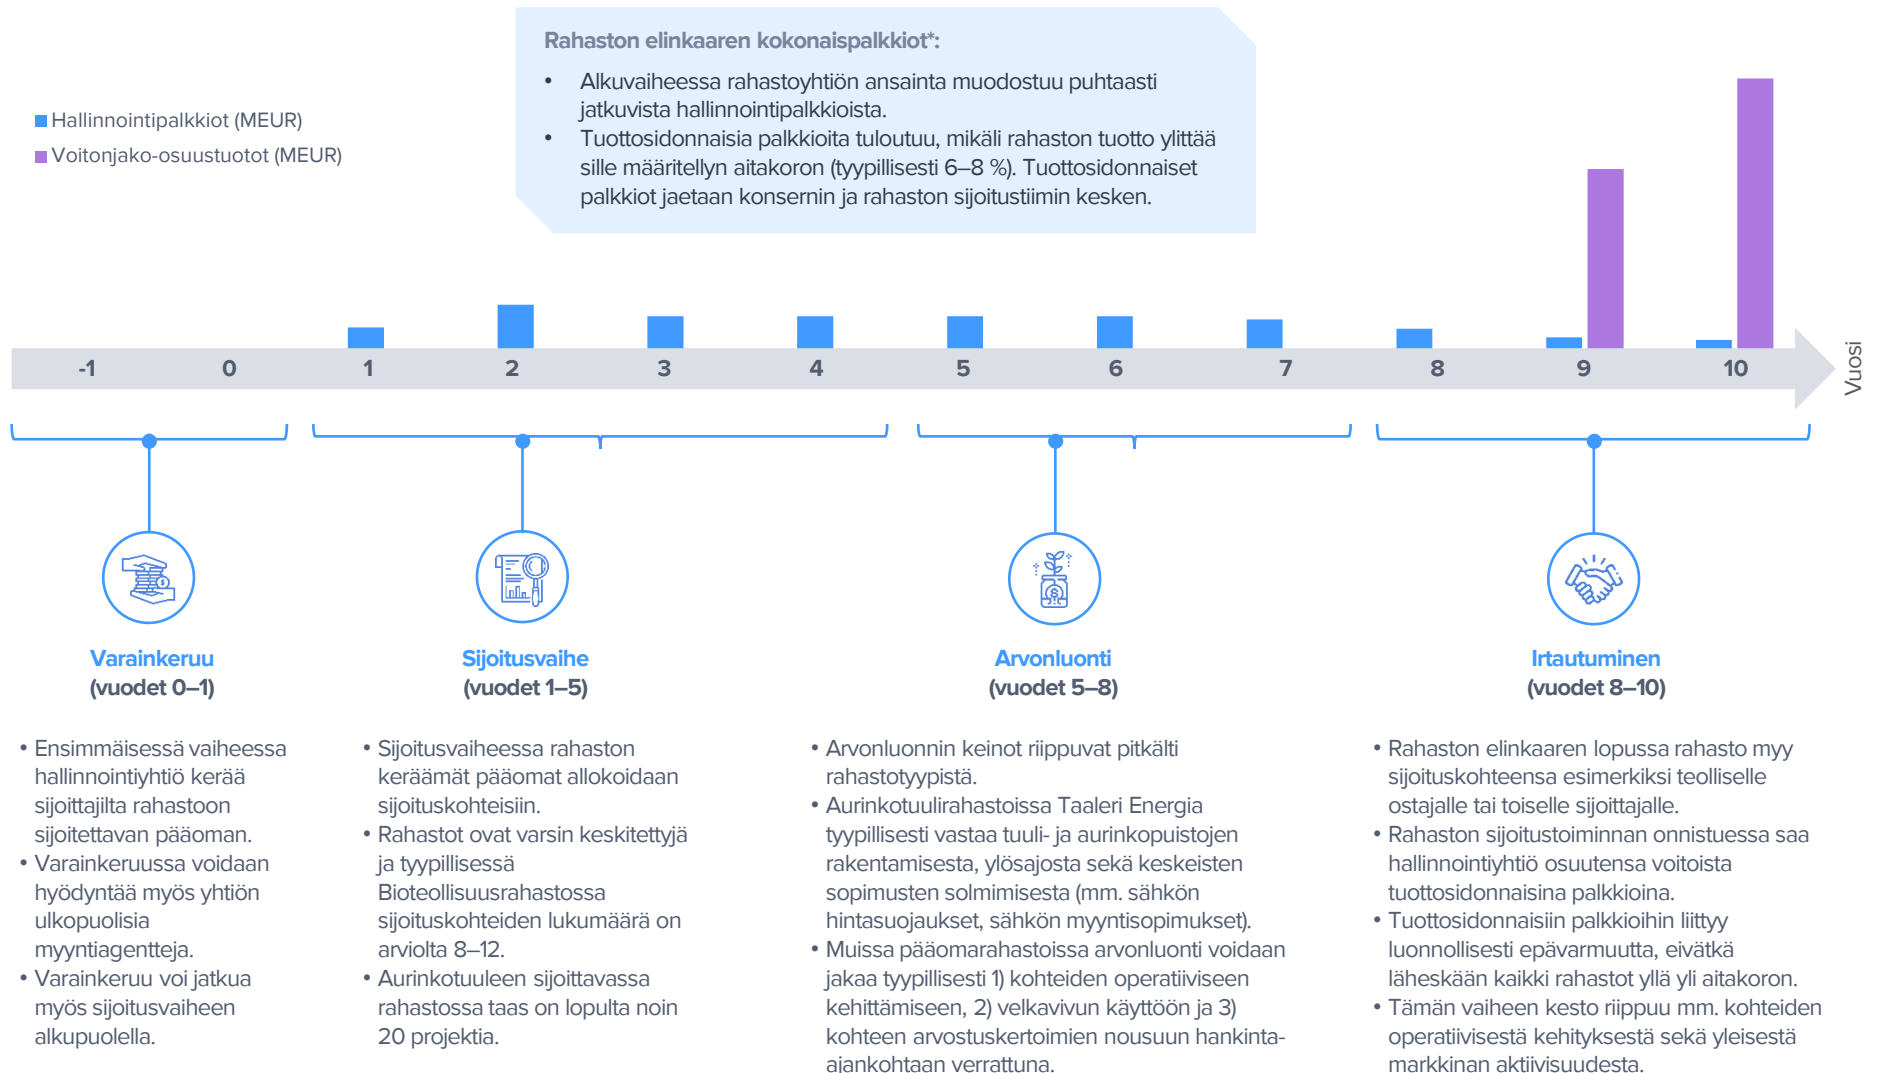 Rahaston elinkaaren kokonaispalkkiot*:
• Alkuvaiheessa rahastoyhtiön ansainta muodostuu puhtaasti
jatkuvista hallinnointipalkkioista.
• Tuottosidonnaisia palkkioita tuloutuu, mikäli rahaston tuotto ylittää
sille määritellyn aitakoron (tyypillisesti 6–8 %). Tuottosidonnaiset
palkkiot jaetaan konsernin ja rahaston sijoitustiimin kesken.
Hallinnointipalkkiot (MEUR)
Voitonjako-osuustuotot (MEUR)
-1 0 1 2 3 4 5 6 7 8 9 10
Vuosi
Varainkeruu
(vuodet 0–1)
• Ensimmäisessä vaiheessa
hallinnointiyhtiö kerää
sijoittajilta rahastoon
sijoitettavan pääoman.
• Varainkeruussa voidaan
hyödyntää myös yhtiön
ulkopuolisia
myyntiagentteja.
• Varainkeruu voi jatkua
myös sijoitusvaiheen
alkupuolella.
Sijoitusvaihe
(vuodet 1–5)
• Sijoitusvaiheessa rahaston
keräämät pääomat allokoidaan
sijoituskohteisiin.
• Rahastot ovat varsin keskitettyjä
ja tyypillisessä
Bioteollisuusrahastossa
sijoituskohteiden lukumäärä on
arviolta 8–12.
• Aurinkotuuleen sijoittavassa
rahastossa taas on lopulta noin
20 projektia.
Arvonluonti
(vuodet 5–8)
• Arvonluonnin keinot riippuvat pitkälti
rahastotyypistä.
• Aurinkotuulirahastoissa Taaleri Energia
tyypillisesti vastaa tuuli- ja aurinkopuistojen
rakentamisesta, ylösajosta sekä keskeisten
sopimusten solmimisesta (mm. sähkön
hintasuojaukset, sähkön myyntisopimukset).
• Muissa pääomarahastoissa arvonluonti voidaan
jakaa tyypillisesti 1) kohteiden operatiiviseen
kehittämiseen, 2) velkavivun käyttöön ja 3)
kohteen arvostuskertoimien nousuun hankinta-
ajankohtaan verrattuna.
Irtautuminen
(vuodet 8–10)
• Rahaston elinkaaren lopussa rahasto myy
sijoituskohteensa esimerkiksi teolliselle
ostajalle tai toiselle sijoittajalle.
• Rahaston sijoitustoiminnan onnistuessa saa
hallinnointiyhtiö osuutensa voitoista
tuottosidonnaisina palkkioina.
• Tuottosidonnaisiin palkkioihin liittyy
luonnollisesti epävarmuutta, eivätkä
läheskään kaikki rahastot yllä yli aitakoron.
• Tämän vaiheen kesto riippuu mm. kohteiden
operatiivisesta kehityksestä sekä yleisestä
markkinan aktiivisuudesta.